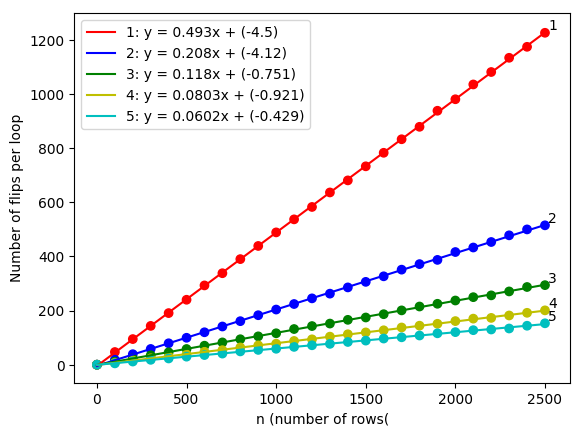 1: y = 0.493x + (-4.5)
2: y = 0.208x + (-4.12)
3: y = 0.118x + (-0.751)
4: y = 0.0803x + (-0.921)
5: y = 0.0602x + (-0.429)
1
2
3
4
5
1200
1000
800
600
400
200
0
Number of flips per loop
0 500 1000 1500 2000 2500
n (number of rows(